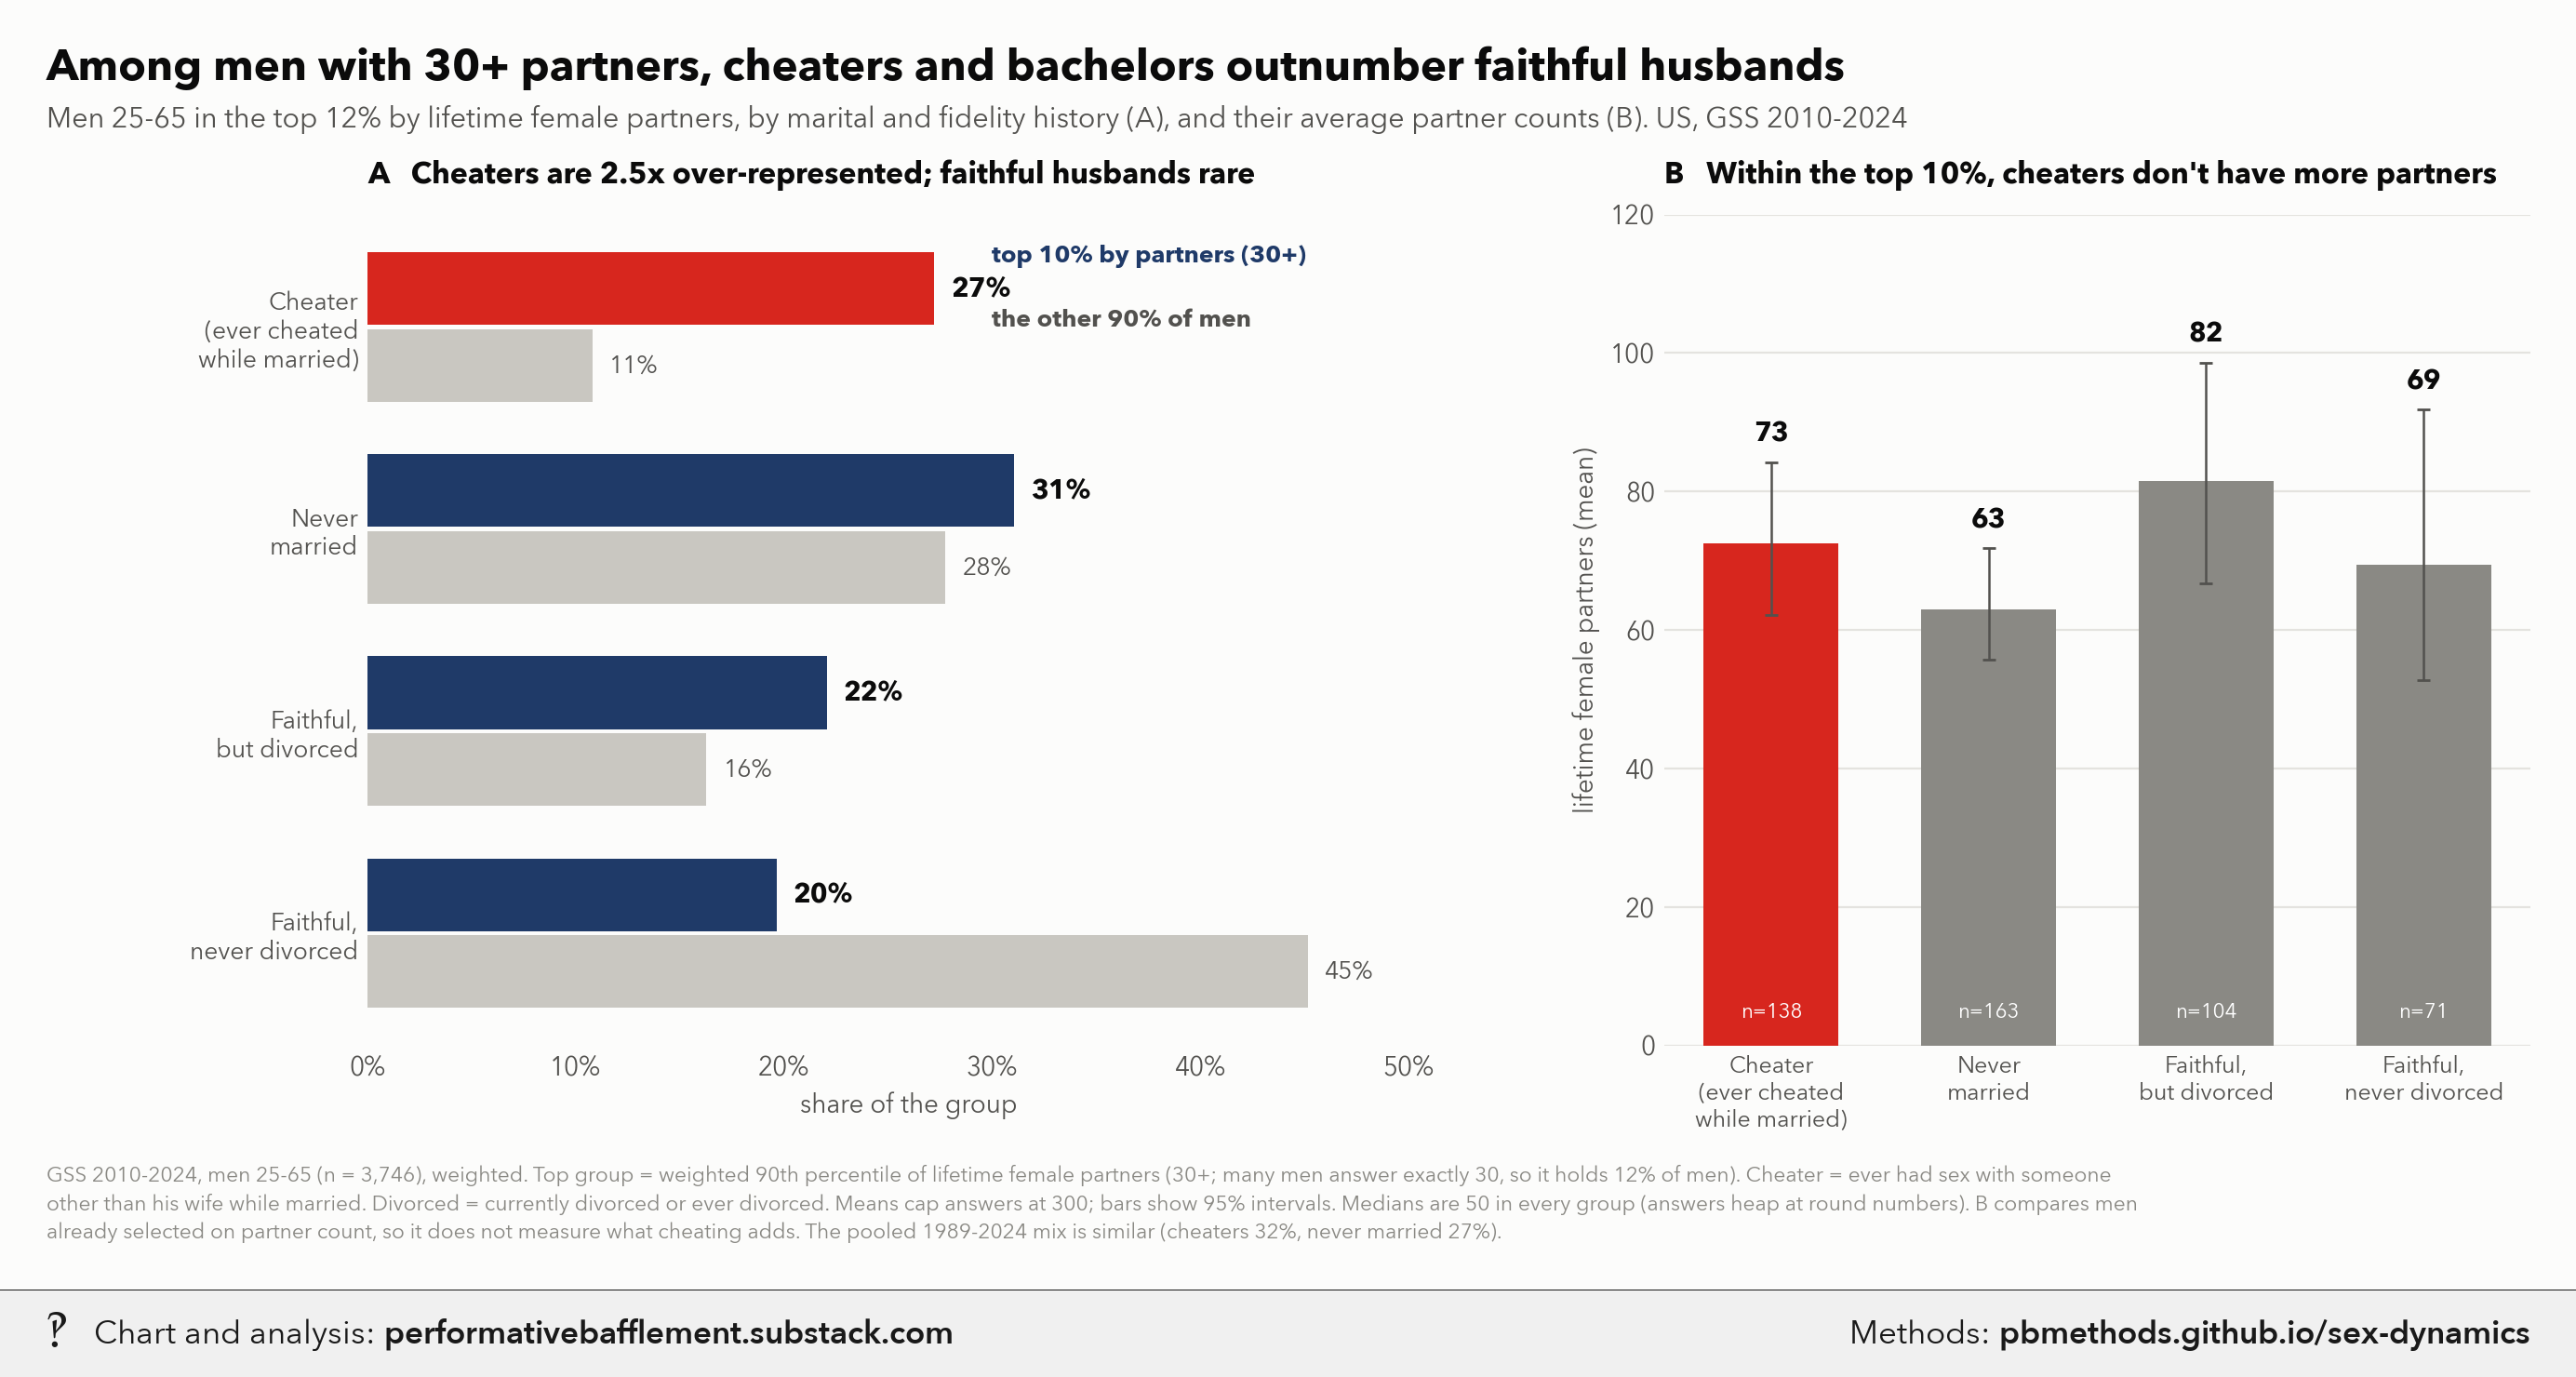 Among men with 30+ partners, cheaters and bachelors outnumber faithful husbands
Men 25-65 in the top 12% by lifetime female partners, by marital and fidelity history (A), and their average partner counts (B). US, GSS 2010-2024
A Cheaters are 2.5x over-represented; faithful husbands rare
top 10% by partners (30+)
27%
the other 90% of men
Cheater
(ever cheated
while married)
11%
31%
Never
married
28%
22%
Faithful,
but divorced
16%
20%
Faithful,
never divorced
45%
0% 10% 20% 30% 40% 50%
share of the group
B Within the top 10%, cheaters don't have more partners
120
100
80
60
40
20
0
lifetime female partners (mean)
73
63
82
69
n=138
n=163
n=104
n=71
Cheater
(ever cheated
while married)
Never
married
Faithful,
but divorced
Faithful,
never divorced
GSS 2010-2024, men 25-65 (n = 3,746), weighted. Top group = weighted 90th percentile of lifetime female partners (30+; many men answer exactly 30, so it holds 12% of men). Cheater = ever had sex with someone
other than his wife while married. Divorced = currently divorced or ever divorced. Means cap answers at 300; bars show 95% intervals. Medians are 50 in every group (answers heap at round numbers). B compares men
already selected on partner count, so it does not measure what cheating adds. The pooled 1989-2024 mix is similar (cheaters 32%, never married 27%).
‽ Chart and analysis: performativebafflement.substack.com
Methods: pbmethods.github.io/sex-dynamics